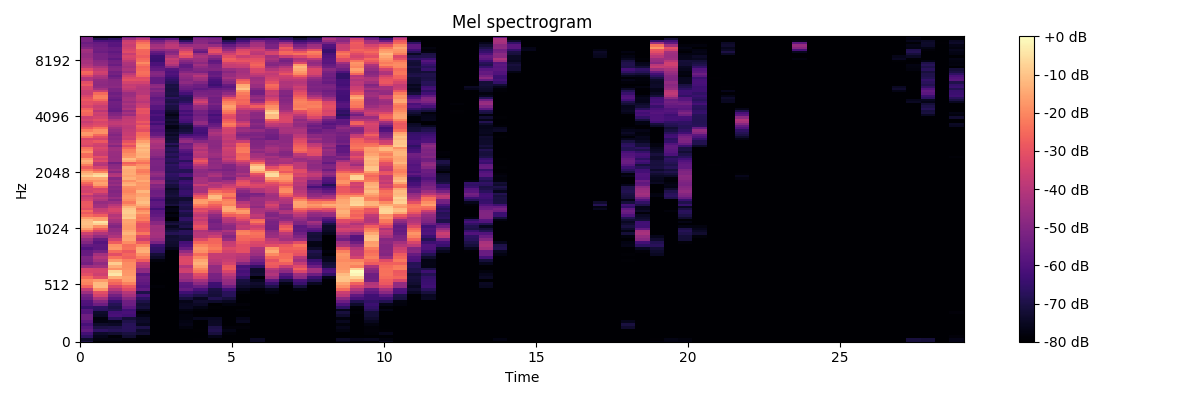 Mel spectrogram
8192
4096
2048
1024
512
0
Hz
0 5 10 15 20 25
Time
+0 dB
-10 dB
-20 dB
-30 dB
-40 dB
-50 dB
-60 dB
-70 dB
-80 dB